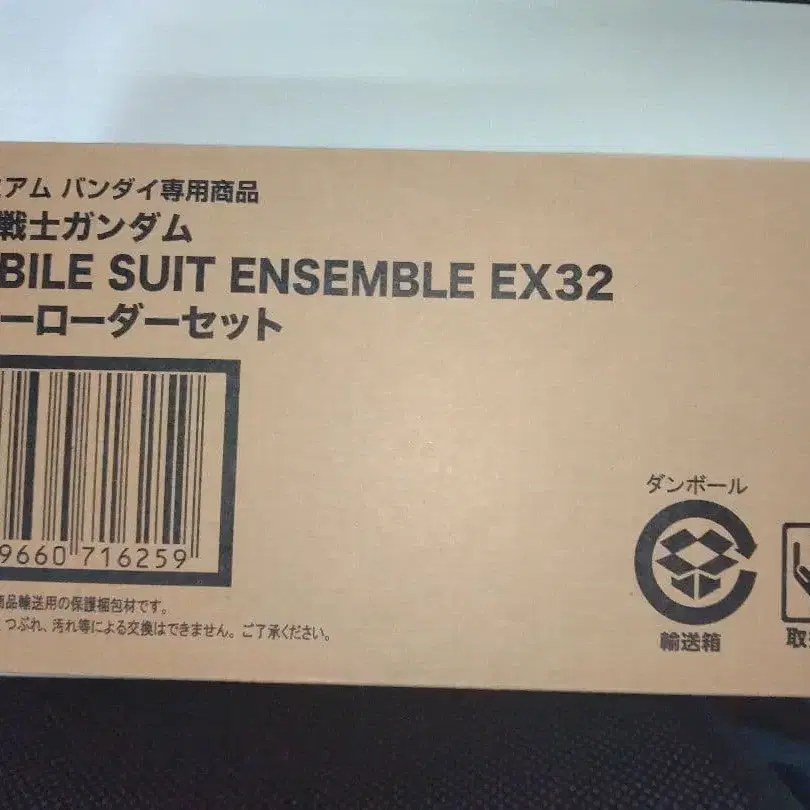 ミアム バンダイ専用商品
戦士ガンダム
BILE SUIT ENSEMBLE EX32
ーローダーセット
9660 716259
商品輸送用の保護梱包材です。
つぶれ、汚れ等による交換はできません。ご了承ください。
ダンボール
輸送箱
取